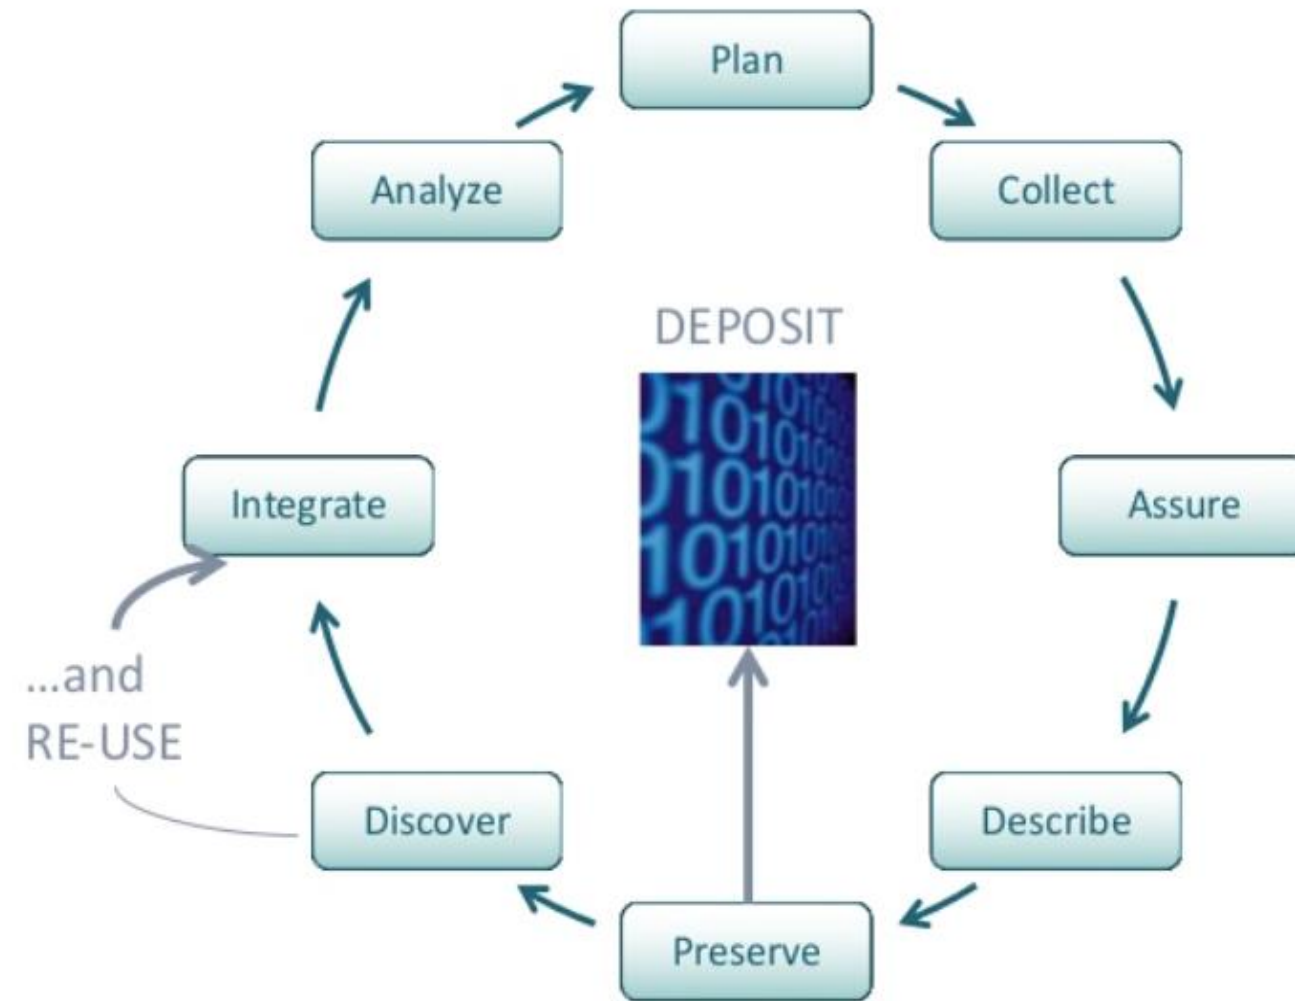 Plan
Analyze
Collect
DEPOSIT
Integrate
Assure
...and
RE-USE
Discover
Describe
Preserve